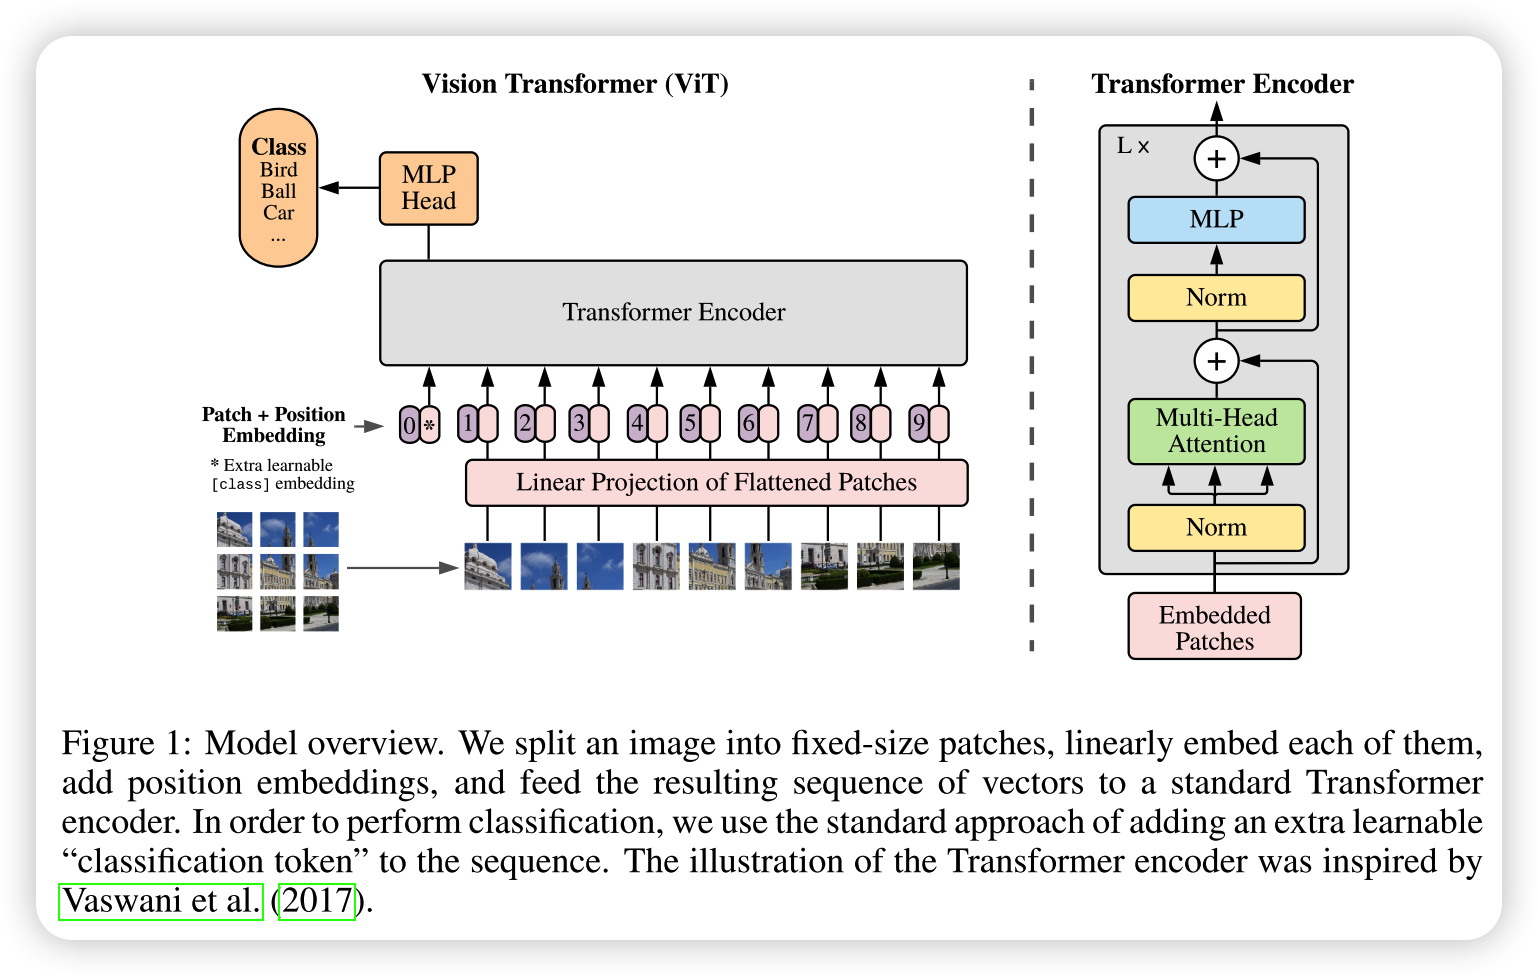 Vision Transformer (ViT)
Class
Bird
Ball
Car
...
MLP
Head
Transformer Encoder
Patch + Position
Embedding
0 * 1 2 3 4 5 6 7 8 9
* Extra learnable
[class] embedding
Linear Projection of Flattened Patches
Transformer Encoder
L ×
+
MLP
Norm
+
Multi-Head
Attention
Norm
Embedded
Patches
Figure 1: Model overview. We split an image into fixed-size patches, linearly embed each of them,
add position embeddings, and feed the resulting sequence of vectors to a standard Transformer
encoder. In order to perform classification, we use the standard approach of adding an extra learnable
“classification token” to the sequence. The illustration of the Transformer encoder was inspired by
Vaswani et al. (2017).